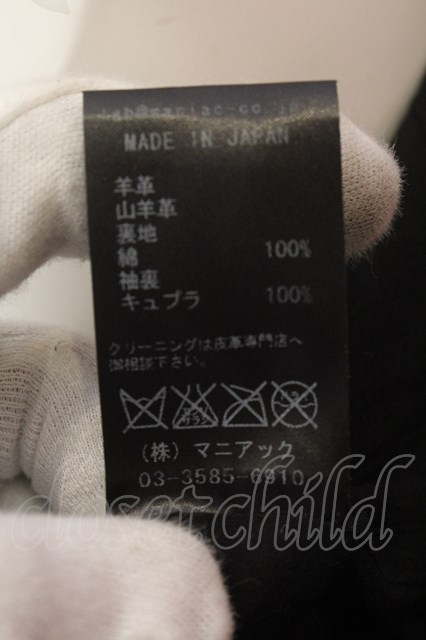 MADE IN JAPAN
羊革
山羊革
裏地
綿 100%
袖裏
キュプラ 100%
クリーニングは皮革専門店へ
御相談下さい。
(株) マニアック
03-3585-6910
closet child